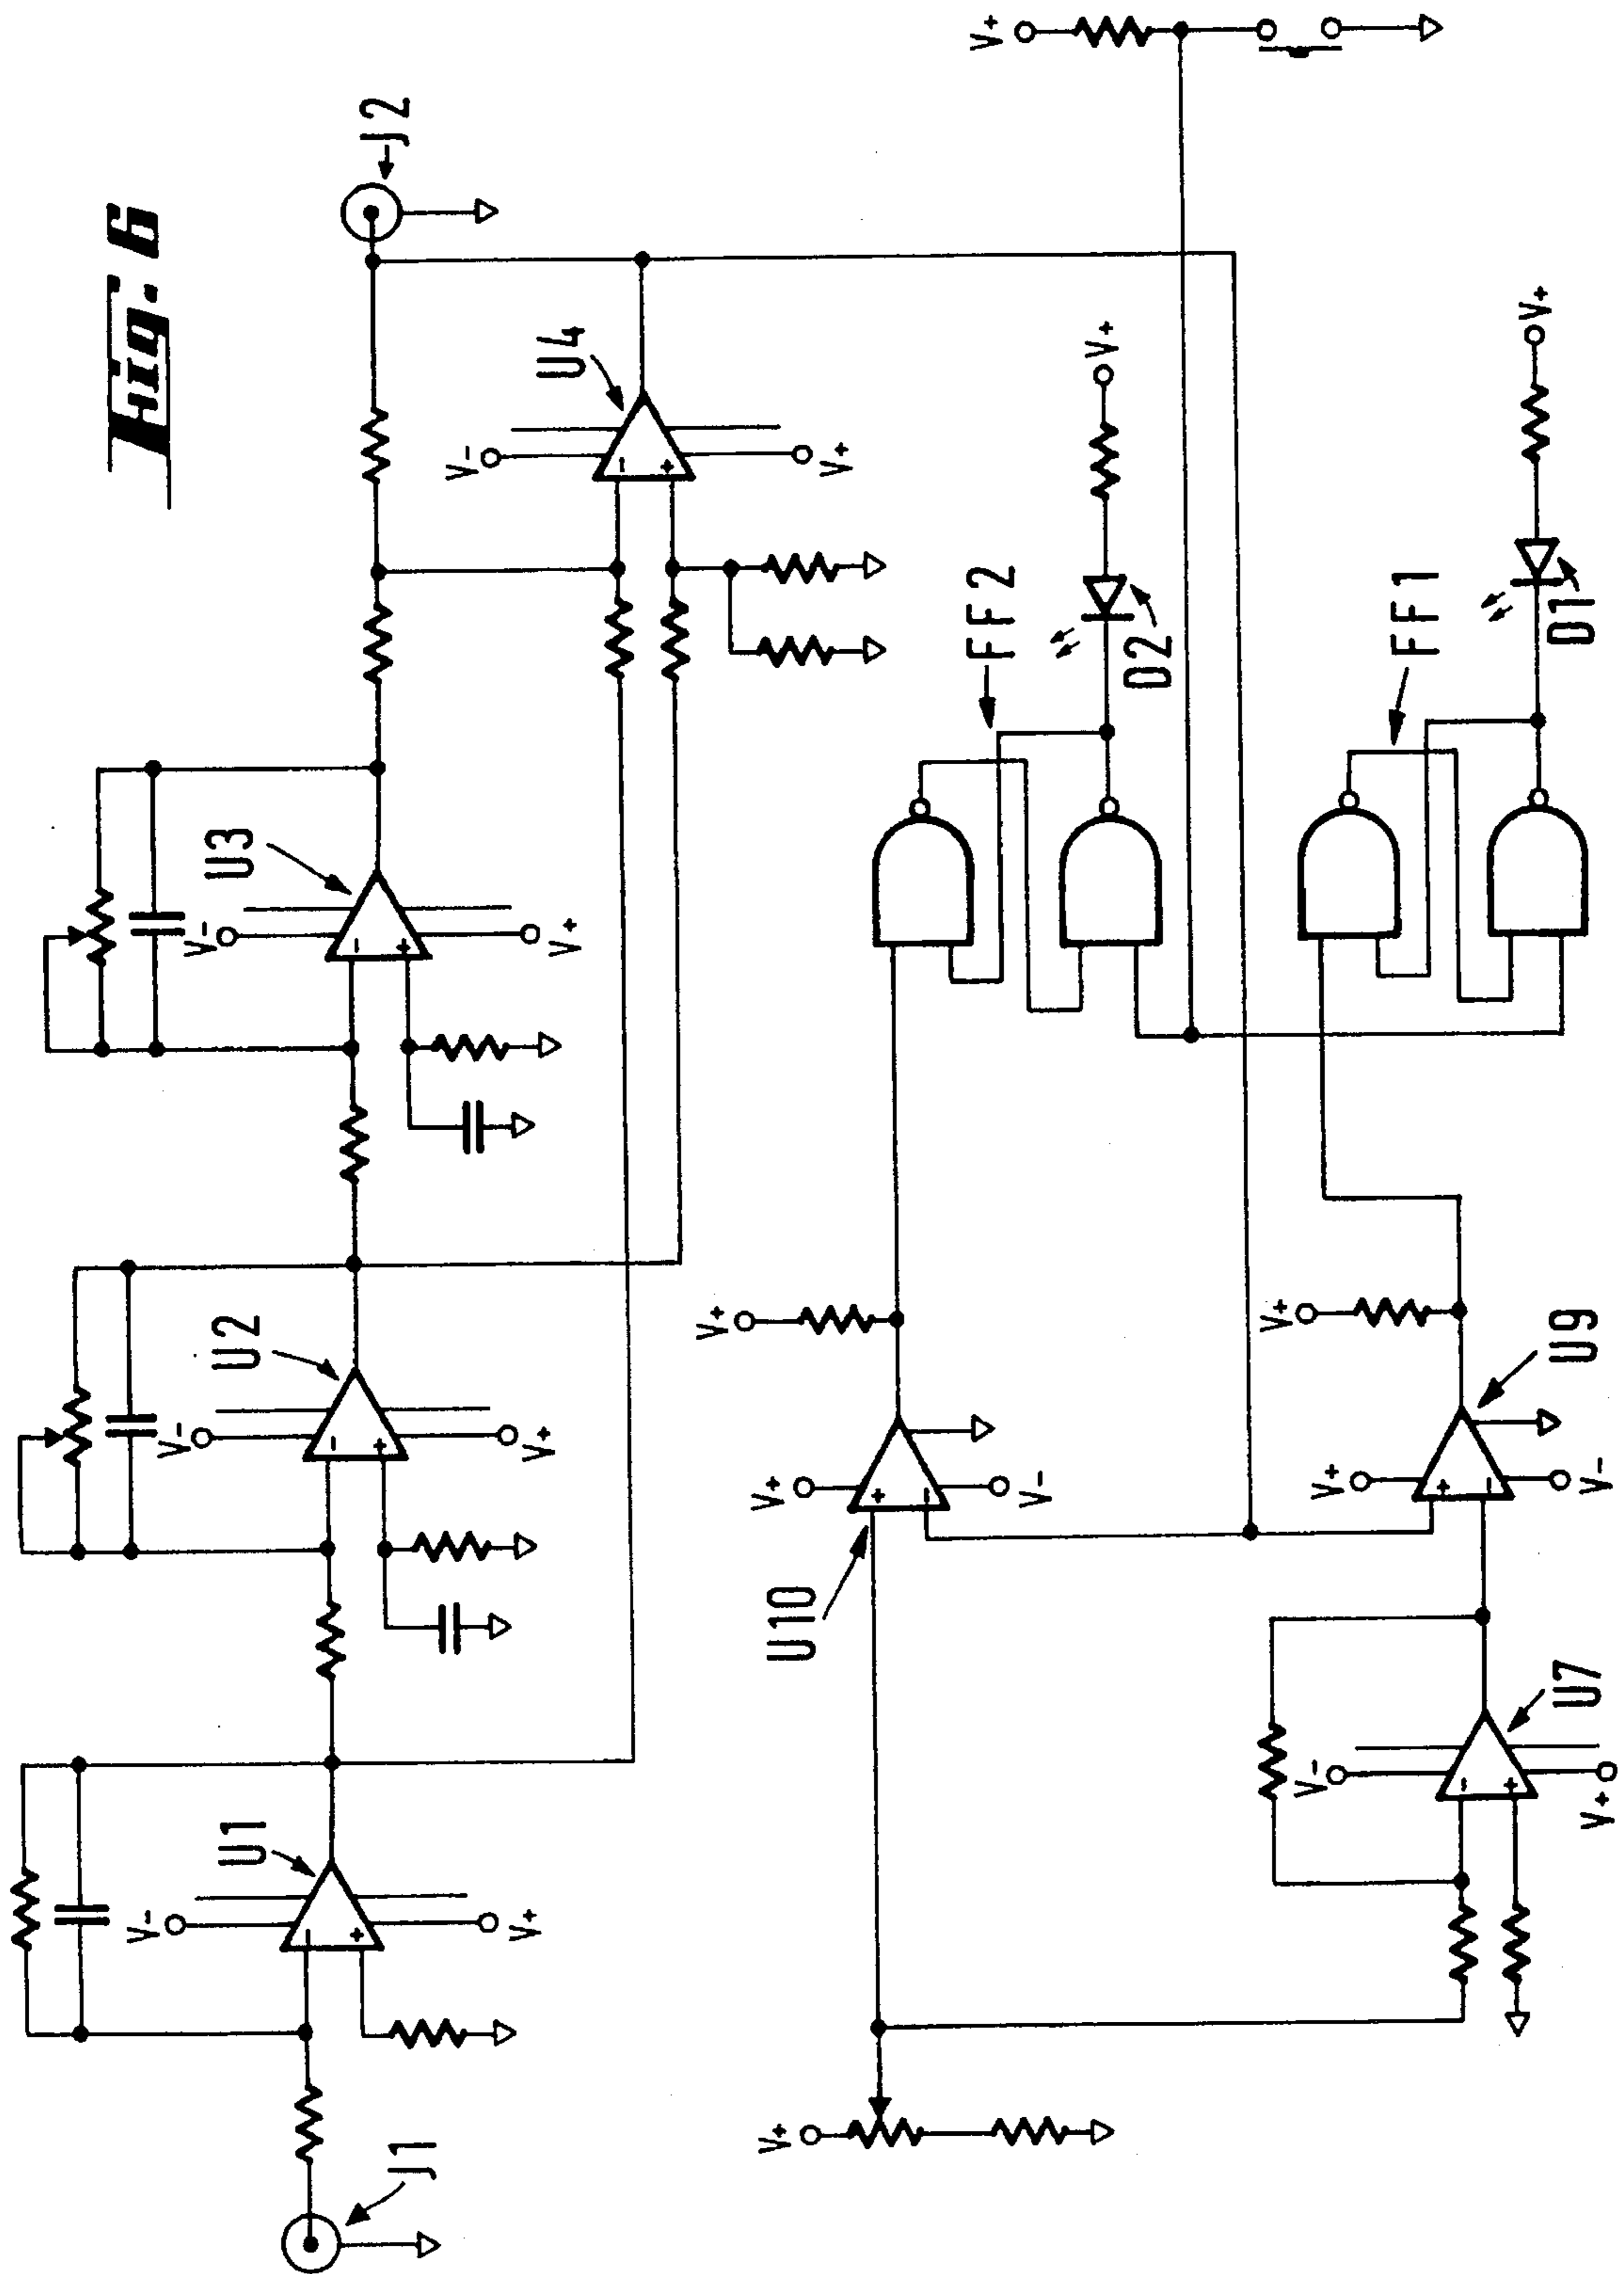 Fig. 6
J2
V+
U3
V-
V+
U4
V-
V+
U2
V-
V+
U1
V-
V+
J1
V+
FF2
D2
V+
U10
V+
V-
V+
FF1
D1
V+
U9
V+
V-
V+
U7
V-
V+
V+